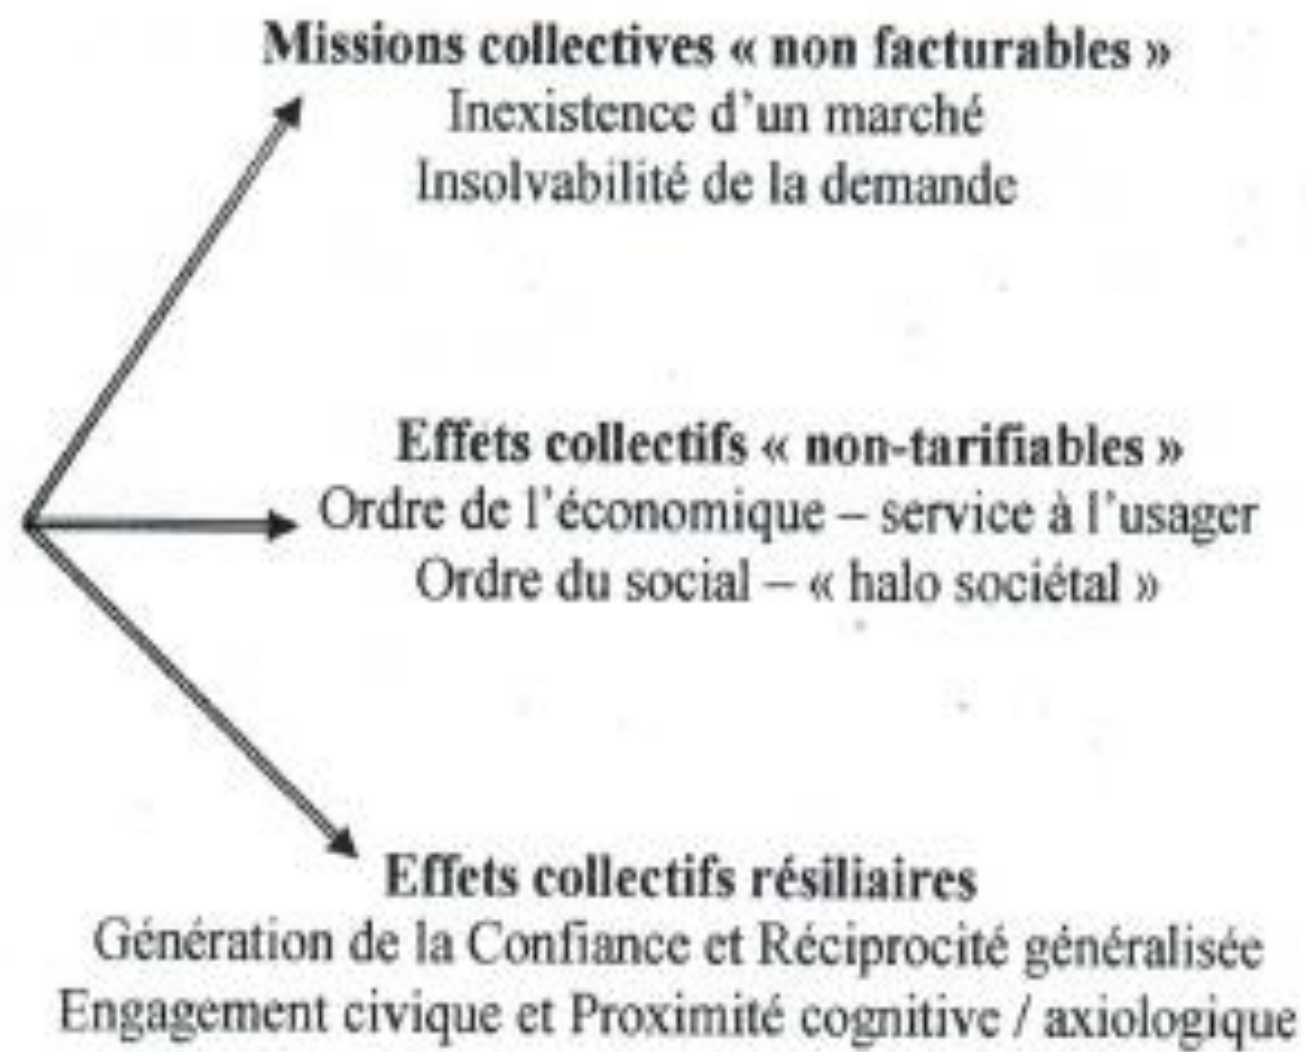 Missions collectives « non facturables »
Inexistence d'un marché
Insolvabilité de la demande
Effets collectifs « non-tarifiables »
Ordre de l'économique – service à l'usager
Ordre du social – « halo sociétal »
Effets collectifs résiliaires
Génération de la Confiance et Réciprocité généralisée
Engagement civique et Proximité cognitive / axiologique